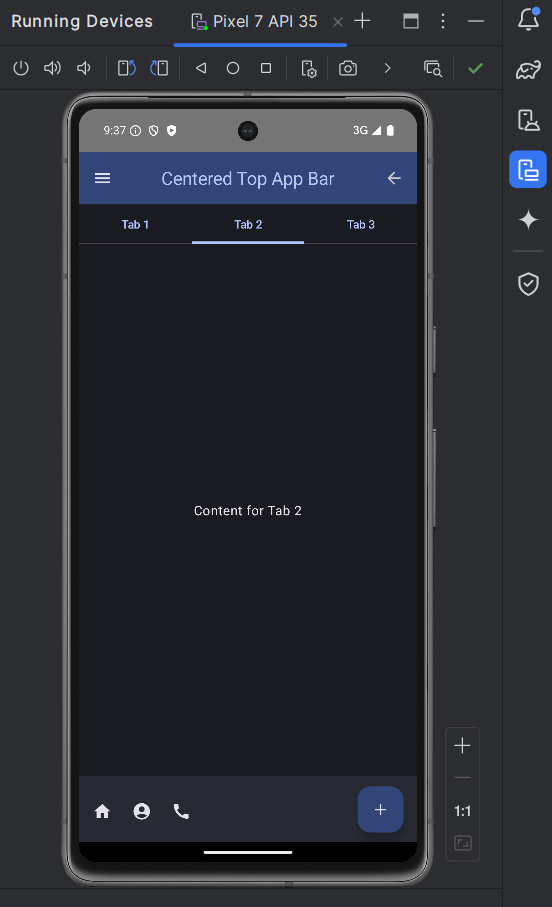 Running Devices
Pixel 7 API 35
9:37
3G
Centered Top App Bar
Tab 1
Tab 2
Tab 3
Content for Tab 2
1:1